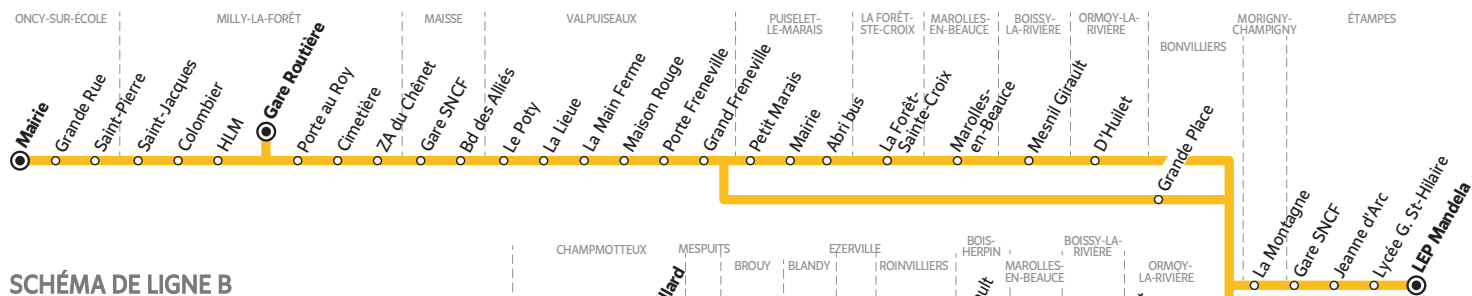 ONCY-SUR-ÉCOLE
MILLY-LA-FORÊT
MAISSE
VALPUISEAUX
PUISELET-
LE-MARAIS
LA FORÊT-
STE-CROIX
MAROLLES-
EN-BEAUCE
BOISSY-
LA-RIVIÈRE
ORMOY-LA-
RIVIÈRE
BONVILLIERS
MORIGNY-
CHAMPIGNY
ÉTAMPES
Mairie
Grande Rue
Saint-Pierre
Saint-Jacques
Colombier
HLM
Gare Routière
Porte au Roy
Cimetière
ZA du Chênet
Gare SNCF
Bd des Alliés
Le Poty
La Lieue
La Main Ferme
Maison Rouge
Porte Freneville
Grand Freneville
Petit Marais
Mairie
Abri bus
La Forêt-
Sainte-Croix
Marolles-
en-Beauce
Mesnil Girault
D'Huilet
Grande Place
La Montagne
Gare SNCF
Jeanne d'Arc
Lycée G. St-Hilaire
LEP Mandela
SCHÉMA DE LIGNE B
CHAMPMOTTEUX
MESPUITS
BROUY
BLANDY
EZERVILLE
ROINVILLIERS
BOIS-
HERPIN
MAROLLES-
EN-BEAUCE
BOISSY-LA-
RIVIÈRE
ORMOY-
LA-RIVIÈRE